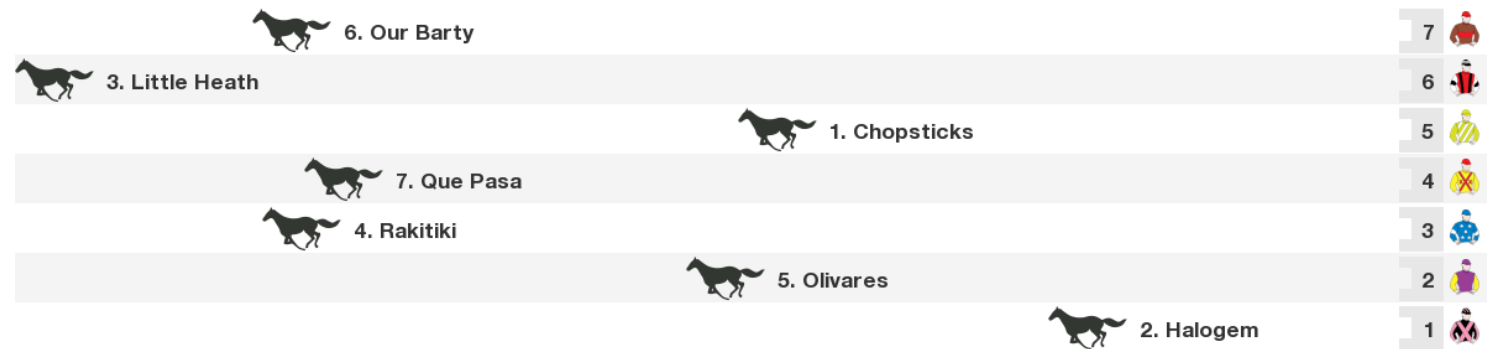 6. Our Barty 7
3. Little Heath 6
1. Chopsticks 5
7. Que Pasa 4
4. Rakitiki 3
5. Olivares 2
2. Halogem 1